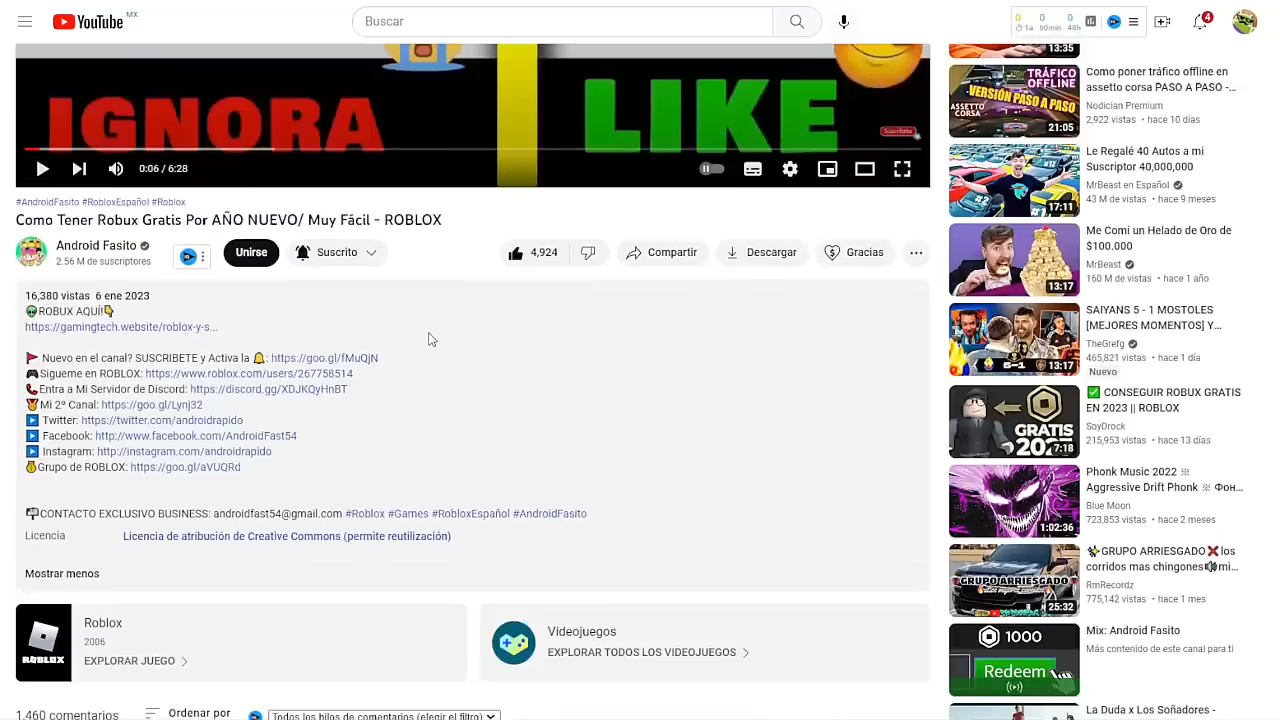 YouTube MX
Buscar
0 0 0
1a 60min 48h
4
IGNORA
LIKE
Suscríbete
0:06 / 6:28
#AndroidFasito #RobloxEspañol #Roblox
Como Tener Robux Gratis Por AÑO NUEVO/ Muy Fácil - ROBLOX
Android Fasito
2.56 M de suscriptores
Unirse
Suscrito
4,924
Compartir
Descargar
Gracias
16,380 vistas 6 ene 2023
👽ROBUX AQUÍ!👇
https://gamingtech.website/roblox-y-s...
🚩 Nuevo en el canal? SUSCRIBETE y Activa la 🔔: https://goo.gl/fMuQjN
🎮Sigueme en ROBLOX: https://www.roblox.com/users/267758514
📞Entra a Mi Servidor de Discord: https://discord.gg/XDJKQyHnBT
🏅Mi 2º Canal: https://goo.gl/Lynj32
▶️ Twitter: https://twitter.com/androidrapido
▶️ Facebook: http://www.facebook.com/AndroidFast54
▶️ Instagram: http://instagram.com/androidrapido
💰Grupo de ROBLOX: https://goo.gl/aVUQRd
📬CONTACTO EXCLUSIVO BUSINESS: androidfast54@gmail.com #Roblox #Games #RobloxEspañol #AndroidFasito
Licencia
Licencia de atribución de Creative Commons (permite reutilización)
Mostrar menos
ROBLOX
Roblox
2006
EXPLORAR JUEGO
Videojuegos
EXPLORAR TODOS LOS VIDEOJUEGOS
1,460 comentarios
Ordenar por
Todos los hilos de comentarios (elegir el filtro)
13:35
TRÁFICO
OFFLINE
VERSIÓN PASO A PASO
ASSETTO
CORSA
21:05
Como poner tráfico offline en
assetto corsa PASO A PASO -...
Nodician Premium
2,922 vistas • hace 10 días
17:11
Le Regalé 40 Autos a mi
Suscriptor 40,000,000
MrBeast en Español
43 M de vistas • hace 9 meses
13:17
Me Comí un Helado de Oro de
$100.000
MrBeast
160 M de vistas • hace 1 año
5-1
13:17
SAIYANS 5 - 1 MOSTOLES
[MEJORES MOMENTOS] Y...
TheGrefg
465,821 vistas • hace 1 día
Nuevo
GRATIS
7:18
✅ CONSEGUIR ROBUX GRATIS
EN 2023 || ROBLOX
SoyDrock
215,953 vistas • hace 13 días
1:02:36
Phonk Music 2022 ※
Aggressive Drift Phonk ※ Фон...
Blue Moon
723,853 vistas • hace 2 meses
GRUPO ARRIESGADO
25:32
✨GRUPO ARRIESGADO❌los
corridos mas chingones🔊mi...
RmRecordz
775,142 vistas • hace 1 mes
1000
Redeem
Mix: Android Fasito
Más contenido de este canal para ti
La Duda x Los Soñadores -